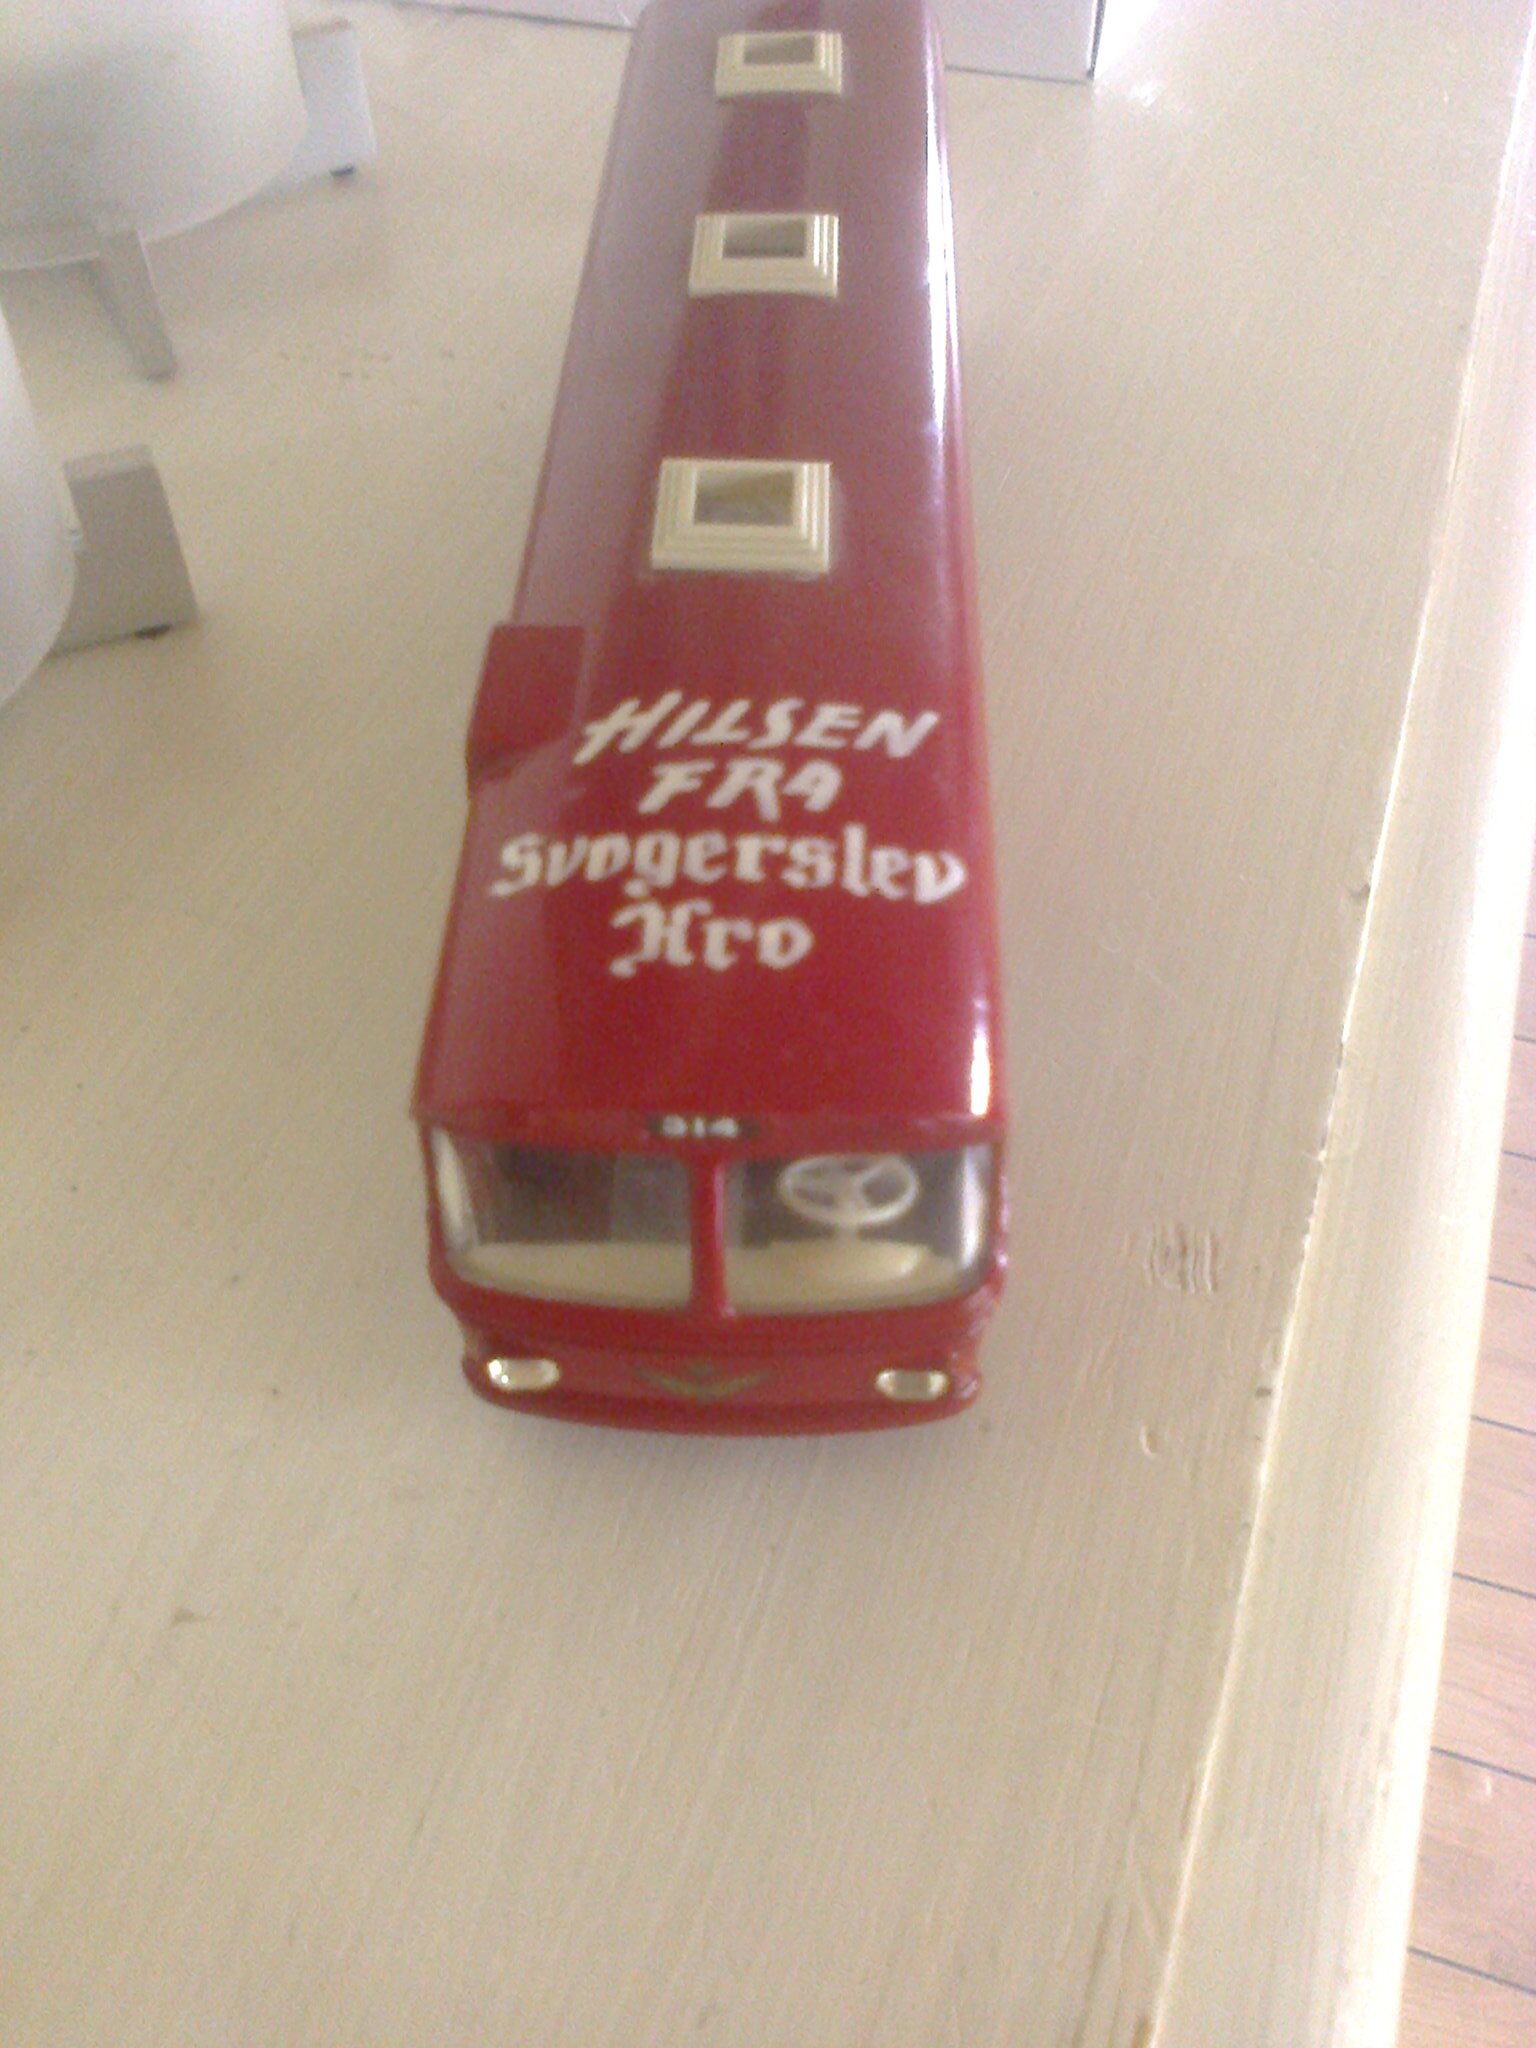 HILSEN
FRA
Svogerslev
Kro
314